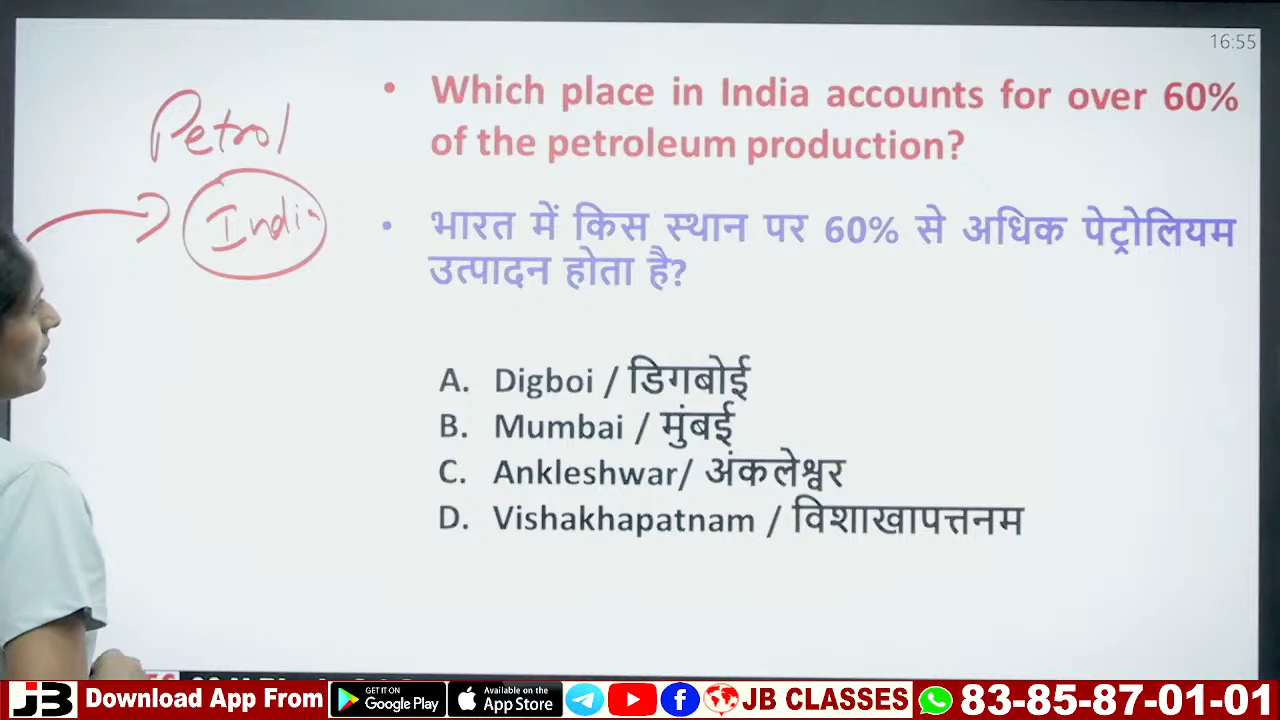 16:55
Petrol
India
• Which place in India accounts for over 60%
of the petroleum production?
• भारत में किस स्थान पर 60% से अधिक पेट्रोलियम
उत्पादन होता है?
A. Digboi / डिगबोई
B. Mumbai / मुंबई
C. Ankleshwar/ अंकलेश्वर
D. Vishakhapatnam / विशाखापत्तनम
JB Download App From GET IT ON Google Play Available on the App Store JB CLASSES 83-85-87-01-01